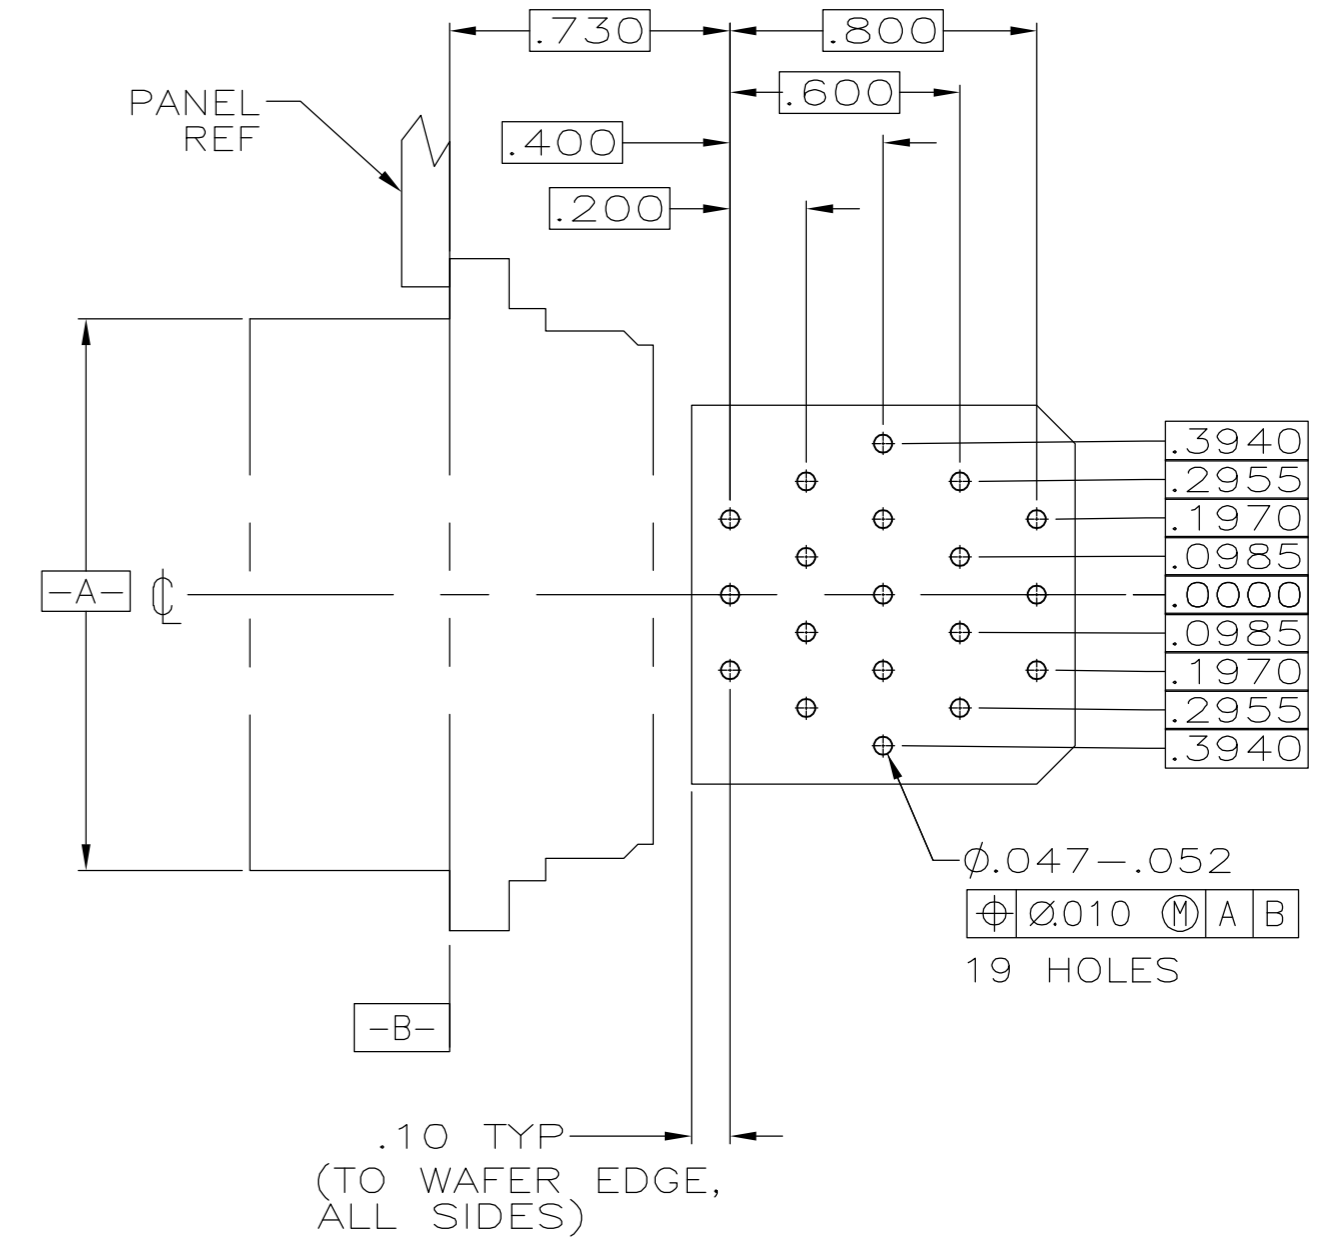 .730
.800
.600
PANEL
REF
.400
.200
.3940
.2955
.1970
.0985
-A-
℄
.0000
.0985
.1970
.2955
.3940
Ø.047-.052
⌖ Ø.010 Ⓜ A B
19 HOLES
-B-
.10 TYP
(TO WAFER EDGE,
ALL SIDES)